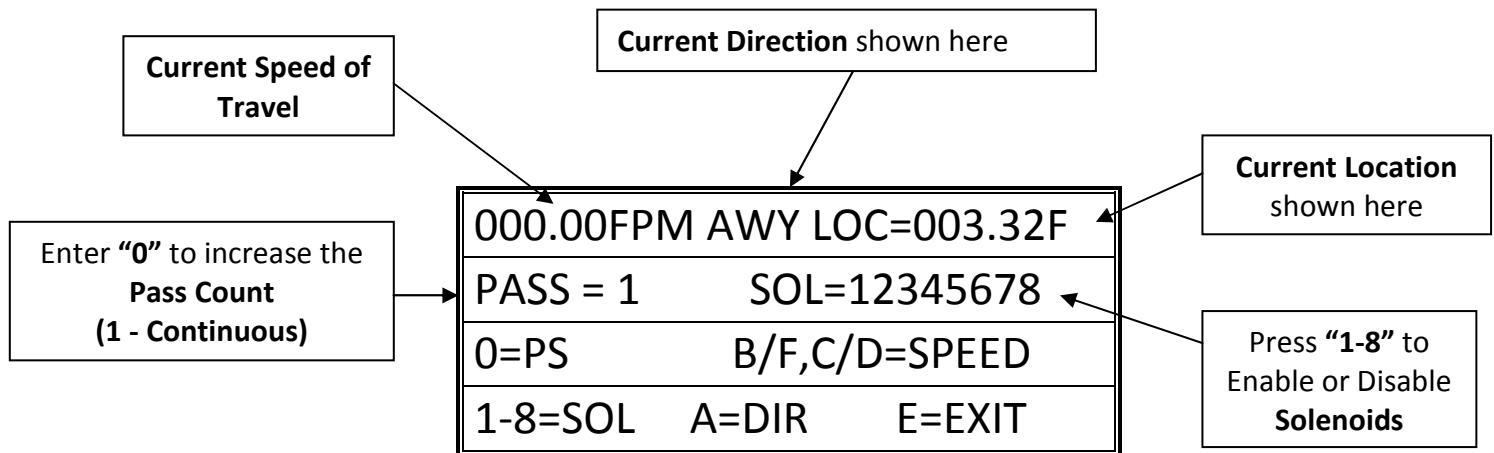 Current Direction shown here
Current Speed of
Travel
Current Location
shown here
000.00FPM AWY LOC=003.32F
Enter “0” to increase the
Pass Count
(1 - Continuous)
PASS = 1 SOL=12345678
0=PS B/F,C/D=SPEED
1-8=SOL A=DIR E=EXIT
Press “1-8” to
Enable or Disable
Solenoids